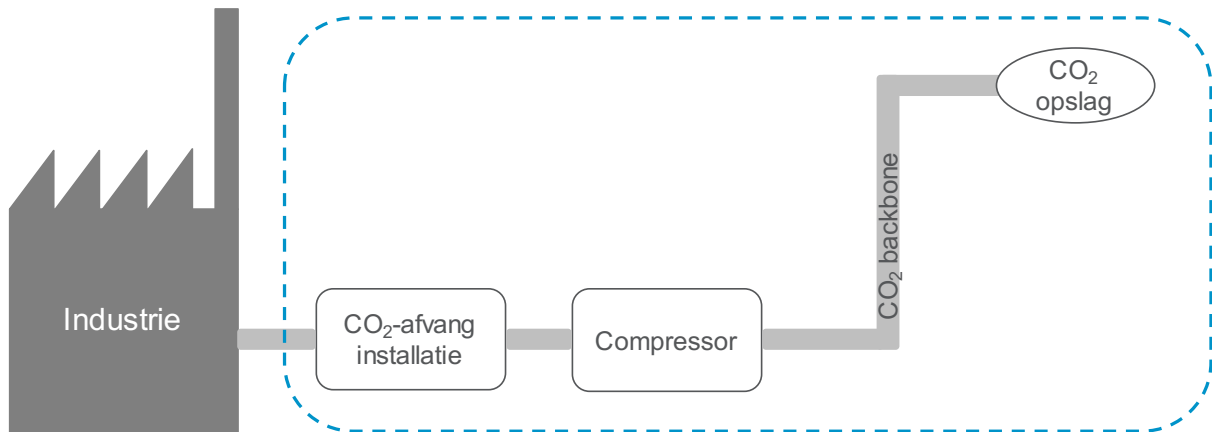 Industrie
CO₂-afvang
installatie
Compressor
CO₂ backbone
CO₂
opslag